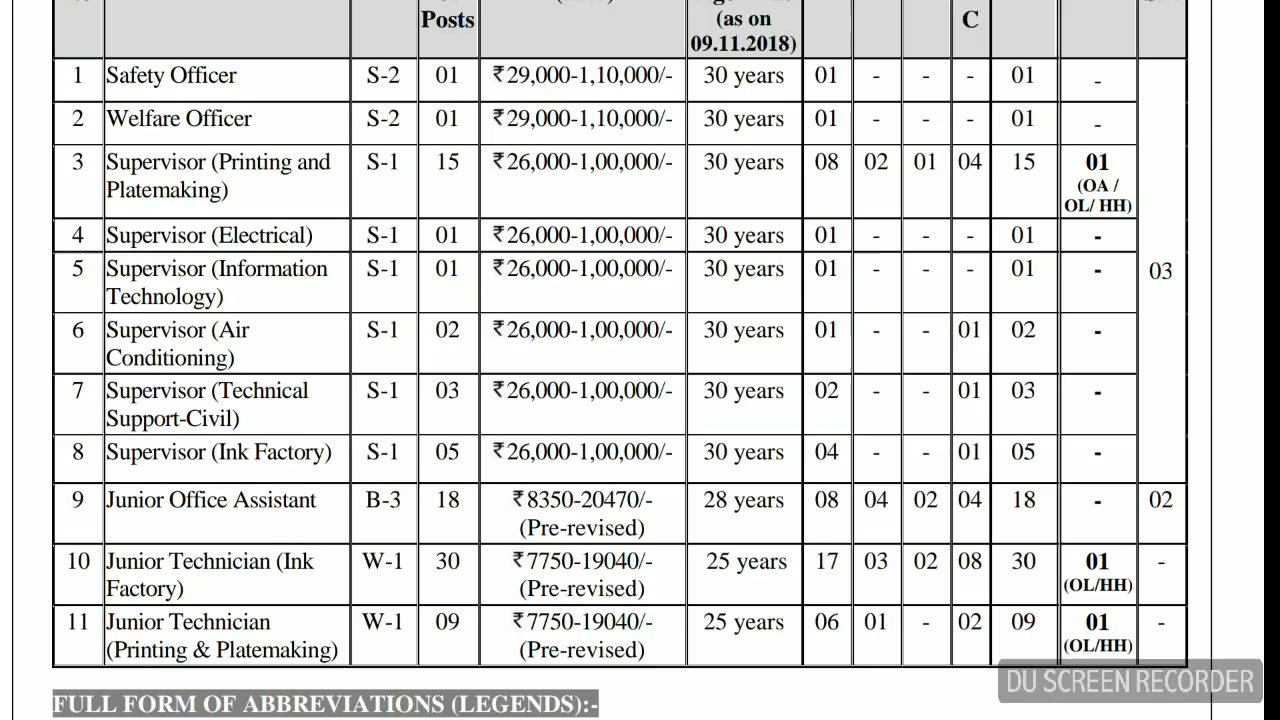 Posts (as on C
09.11.2018)
1 Safety Officer S-2 01 ₹29,000-1,10,000/- 30 years 01 - - - 01 -
2 Welfare Officer S-2 01 ₹29,000-1,10,000/- 30 years 01 - - - 01 -
3 Supervisor (Printing and Platemaking) S-1 15 ₹26,000-1,00,000/- 30 years 08 02 01 04 15 01 (OA / OL/ HH)
4 Supervisor (Electrical) S-1 01 ₹26,000-1,00,000/- 30 years 01 - - - 01 -
5 Supervisor (Information Technology) S-1 01 ₹26,000-1,00,000/- 30 years 01 - - - 01 - 03
6 Supervisor (Air Conditioning) S-1 02 ₹26,000-1,00,000/- 30 years 01 - - 01 02 -
7 Supervisor (Technical Support-Civil) S-1 03 ₹26,000-1,00,000/- 30 years 02 - - 01 03 -
8 Supervisor (Ink Factory) S-1 05 ₹26,000-1,00,000/- 30 years 04 - - 01 05 -
9 Junior Office Assistant B-3 18 ₹8350-20470/- (Pre-revised) 28 years 08 04 02 04 18 - 02
10 Junior Technician (Ink Factory) W-1 30 ₹7750-19040/- (Pre-revised) 25 years 17 03 02 08 30 01 (OL/HH) -
11 Junior Technician (Printing & Platemaking) W-1 09 ₹7750-19040/- (Pre-revised) 25 years 06 01 - 02 09 01 (OL/HH) -
DU SCREEN RECORDER
FULL FORM OF ABBREVIATIONS (LEGENDS):-